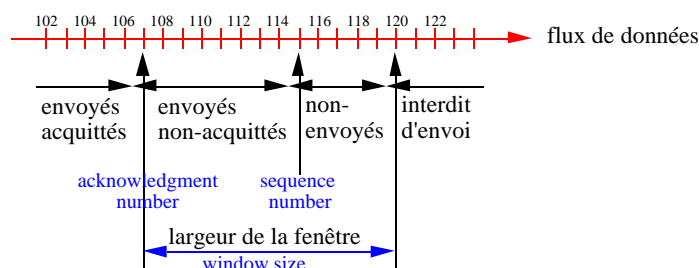 102 104 106 108 110 112 114 116 118 120 122
flux de données
envoyés
acquittés
envoyés
non-acquittés
non-
envoyés
interdit
d'envoi
acknowledgment
number
sequence
number
largeur de la fenêtre
window size